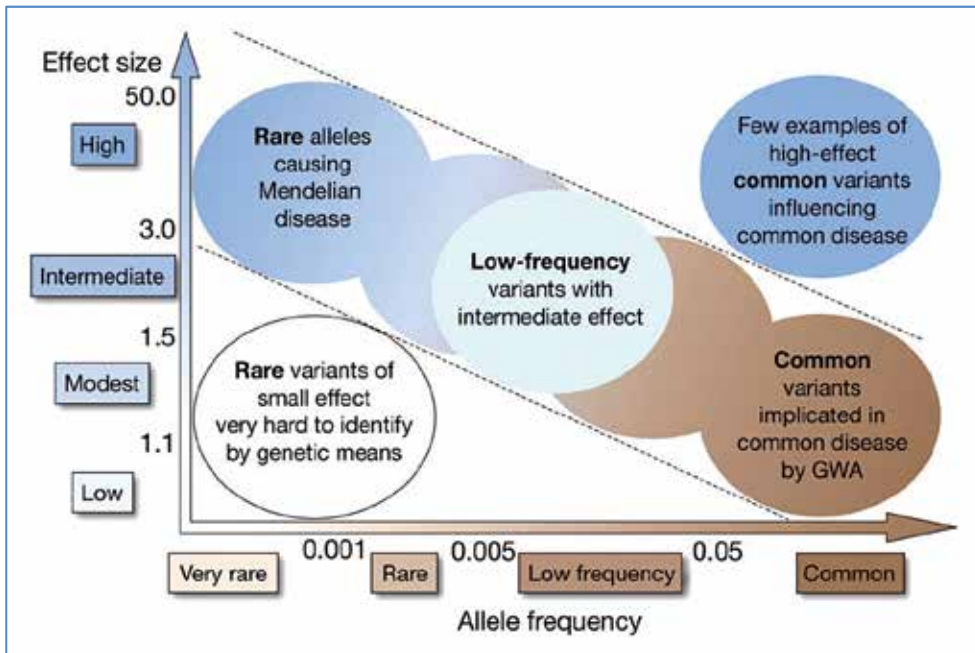 Effect size
50.0
High
3.0
Intermediate
1.5
Modest
1.1
Low
Rare alleles
causing
Mendelian
disease
Few examples of
high-effect
common variants
influencing
common disease
Low-frequency
variants with
intermediate effect
Rare variants of
small effect
very hard to identify
by genetic means
Common
variants
implicated in
common disease
by GWA
0.001
0.005
0.05
Very rare
Rare
Low frequency
Common
Allele frequency